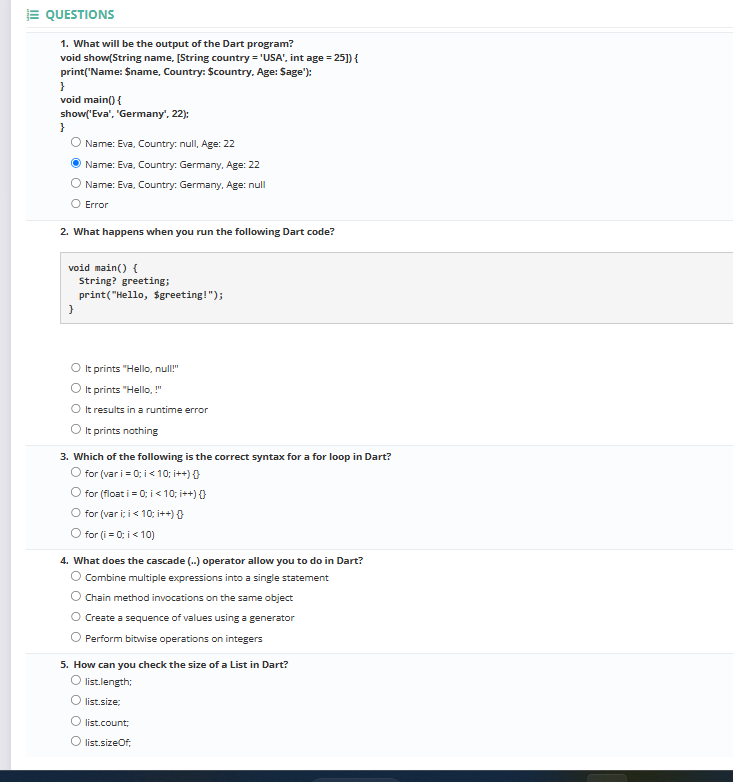 QUESTIONS
1. What will be the output of the Dart program?
void show(String name, [String country = 'USA', int age = 25]) {
print('Name: $name, Country: $country, Age: $age');
}
void main() {
show('Eva', 'Germany', 22);
}
Name: Eva, Country: null, Age: 22
Name: Eva, Country: Germany, Age: 22
Name: Eva, Country: Germany, Age: null
Error
2. What happens when you run the following Dart code?
void main() {
String? greeting;
print("Hello, $greeting!");
}
It prints "Hello, null!"
It prints "Hello, !"
It results in a runtime error
It prints nothing
3. Which of the following is the correct syntax for a for loop in Dart?
for (var i = 0; i < 10; i++) {}
for (float i = 0; i < 10; i++) {}
for (var i; i < 10; i++) {}
for (i = 0; i < 10)
4. What does the cascade (..) operator allow you to do in Dart?
Combine multiple expressions into a single statement
Chain method invocations on the same object
Create a sequence of values using a generator
Perform bitwise operations on integers
5. How can you check the size of a List in Dart?
list.length;
list.size;
list.count;
list.sizeOf;